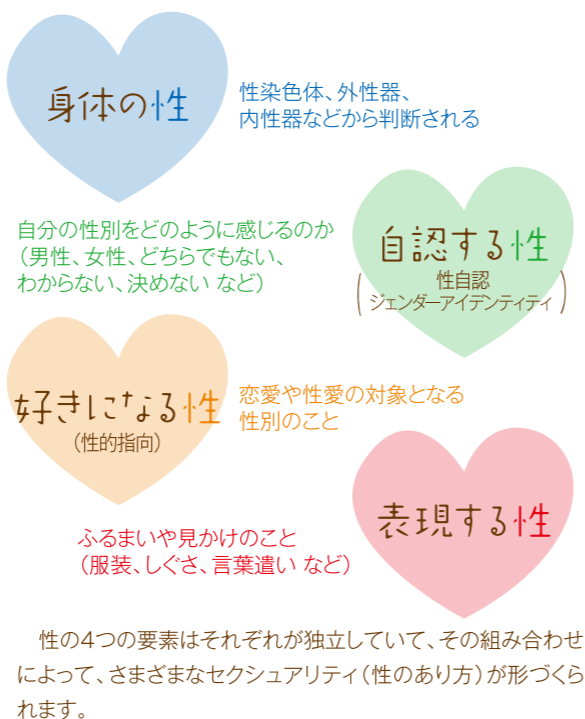 身体の性
性染色体、外性器、
内性器などから判断される
自分の性別をどのように感じるのか
（男性、女性、どちらでもない、
わからない、決めない など）
自認する性
（性自認
ジェンダーアイデンティティ）
好きになる性
（性的指向）
恋愛や性愛の対象となる
性別のこと
ふるまいや見かけのこと
（服装、しぐさ、言葉遣い など）
表現する性
　性の4つの要素はそれぞれが独立していて、その組み合わせ
によって、さまざまなセクシュアリティ（性のあり方）が形づくら
れます。